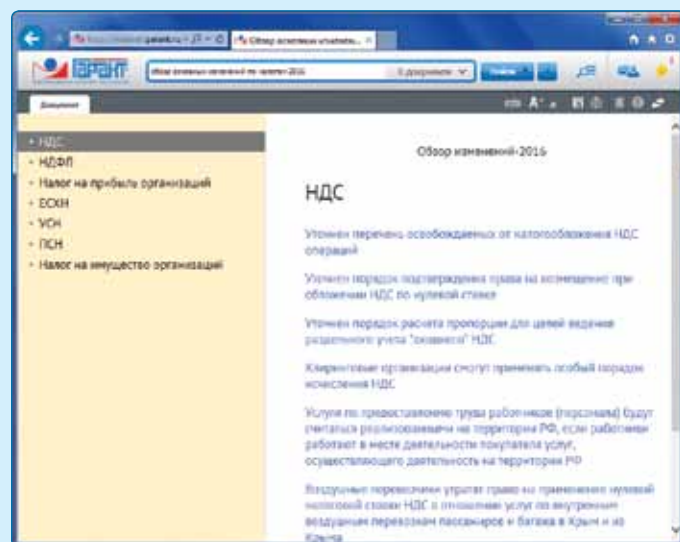 Обзор основных изменени
ГАРАНТ
обзор основных изменений по налогам-2016
Документ
НДС
НДФЛ
Налог на прибыль организаций
ЕСХН
УСН
ПСН
Налог на имущество организаций
Обзор изменений-2016
НДС
Уточнен перечень освобождаемых от налогообложения НДС
операций
Уточнен порядок подтверждения права на возмещение при
обложении НДС по нулевой ставке
Уточнен порядок расчета пропорции для целей ведения
раздельного учета "входного" НДС
Клиринговые организации смогут применять особый порядок
исчисления НДС
Услуги по предоставлению труда работников (персонала) будут
считаться реализованными на территории РФ, если работники
работают в месте деятельности покупателя услуг,
осуществляющего деятельность на территории РФ
Воздушные перевозчики утратят право на применение нулевой
налоговой ставки НДС в отношении услуг по внутренним
воздушным перевозкам пассажиров и багажа в Крым и из
Крыма